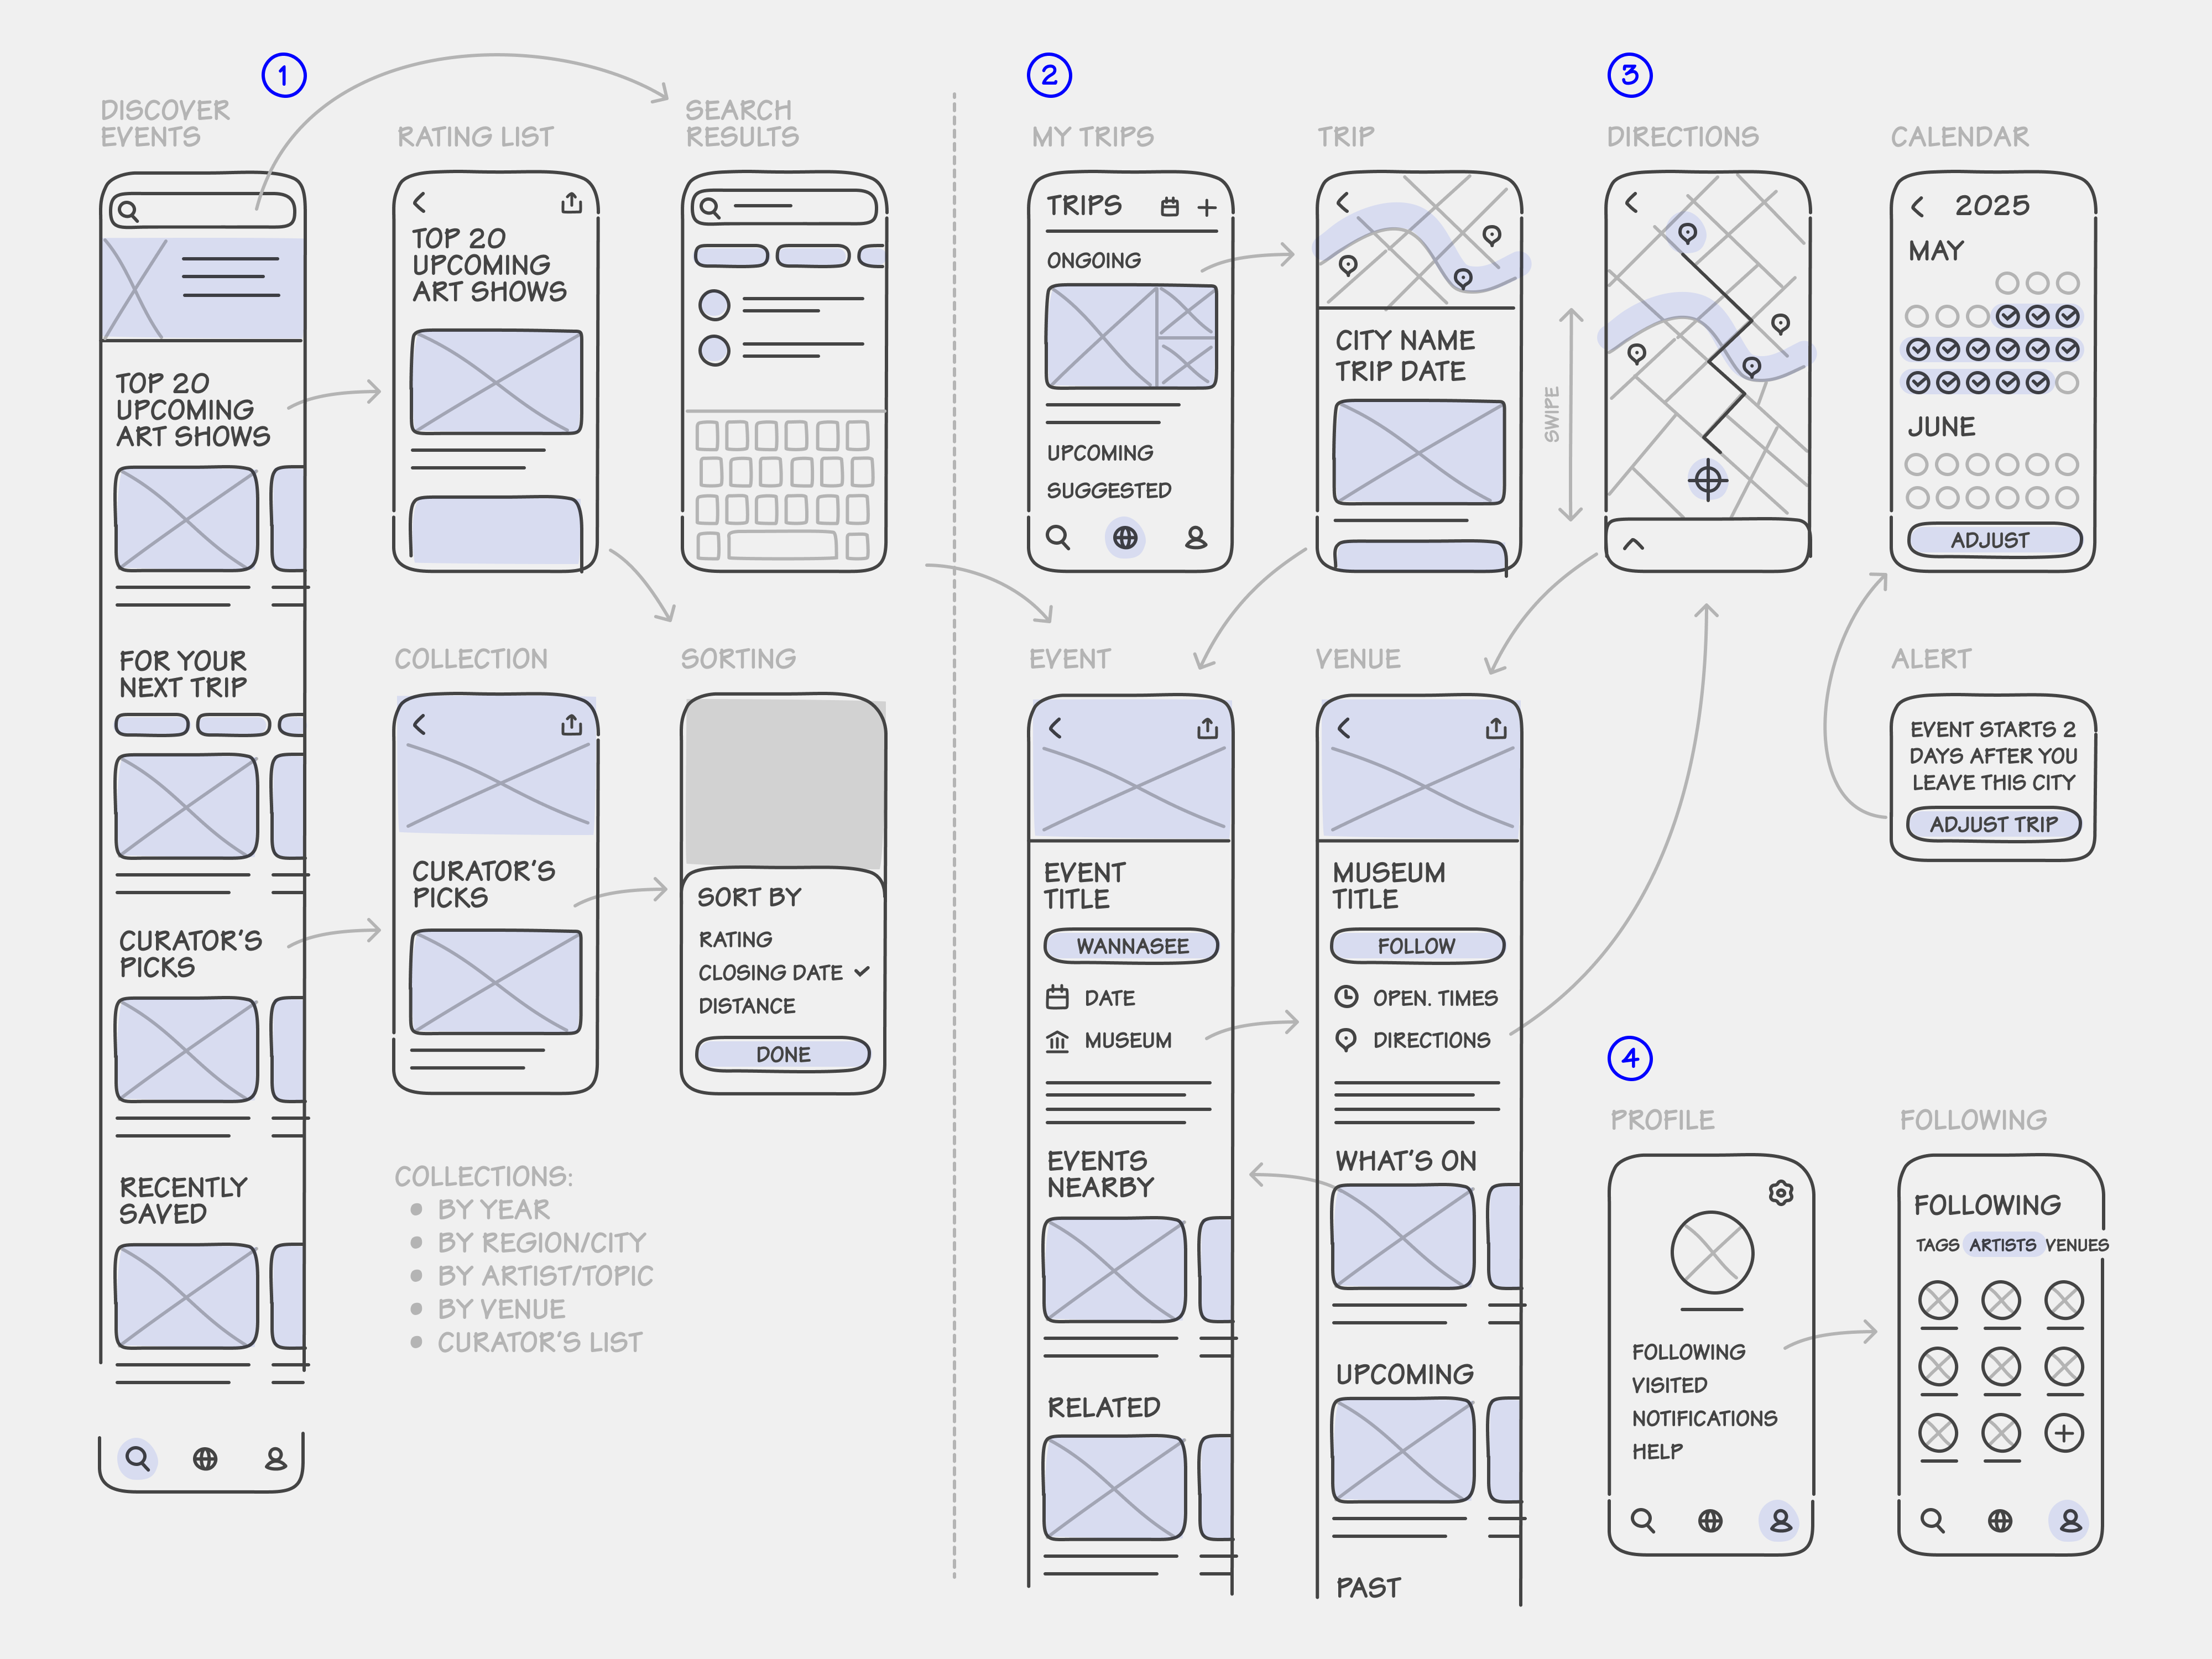 1
DISCOVER
EVENTS
TOP 20
UPCOMING
ART SHOWS
FOR YOUR
NEXT TRIP
CURATOR'S
PICKS
RECENTLY
SAVED
RATING LIST
TOP 20
UPCOMING
ART SHOWS
SEARCH
RESULTS
COLLECTION
CURATOR'S
PICKS
SORTING
SORT BY
RATING
CLOSING DATE
DISTANCE
DONE
COLLECTIONS:
• BY YEAR
• BY REGION/CITY
• BY ARTIST/TOPIC
• BY VENUE
• CURATOR'S LIST
2
MY TRIPS
TRIPS
ONGOING
UPCOMING
SUGGESTED
TRIP
CITY NAME
TRIP DATE
SWIPE
EVENT
EVENT
TITLE
WANNASEE
DATE
MUSEUM
EVENTS
NEARBY
RELATED
VENUE
MUSEUM
TITLE
FOLLOW
OPEN. TIMES
DIRECTIONS
WHAT'S ON
UPCOMING
PAST
3
DIRECTIONS
CALENDAR
2025
MAY
JUNE
ADJUST
ALERT
EVENT STARTS 2
DAYS AFTER YOU
LEAVE THIS CITY
ADJUST TRIP
4
PROFILE
FOLLOWING
VISITED
NOTIFICATIONS
HELP
FOLLOWING
FOLLOWING
TAGS ARTISTS VENUES